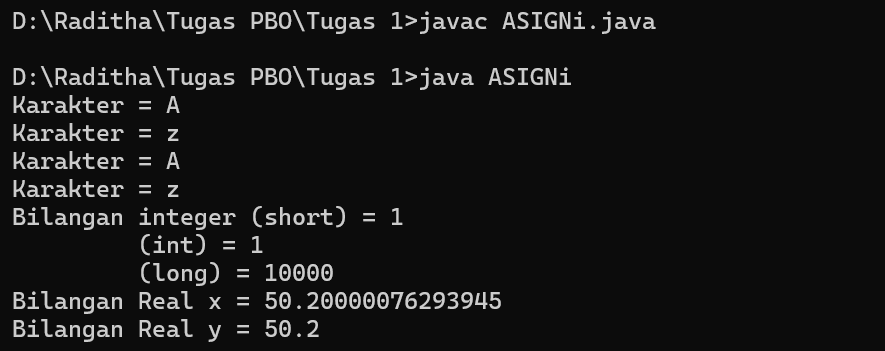 D:\Raditha\Tugas PBO\Tugas 1>javac ASIGNi.java
D:\Raditha\Tugas PBO\Tugas 1>java ASIGNi
Karakter = A
Karakter = z
Karakter = A
Karakter = z
Bilangan integer (short) = 1
(int) = 1
(long) = 10000
Bilangan Real x = 50.20000076293945
Bilangan Real y = 50.2